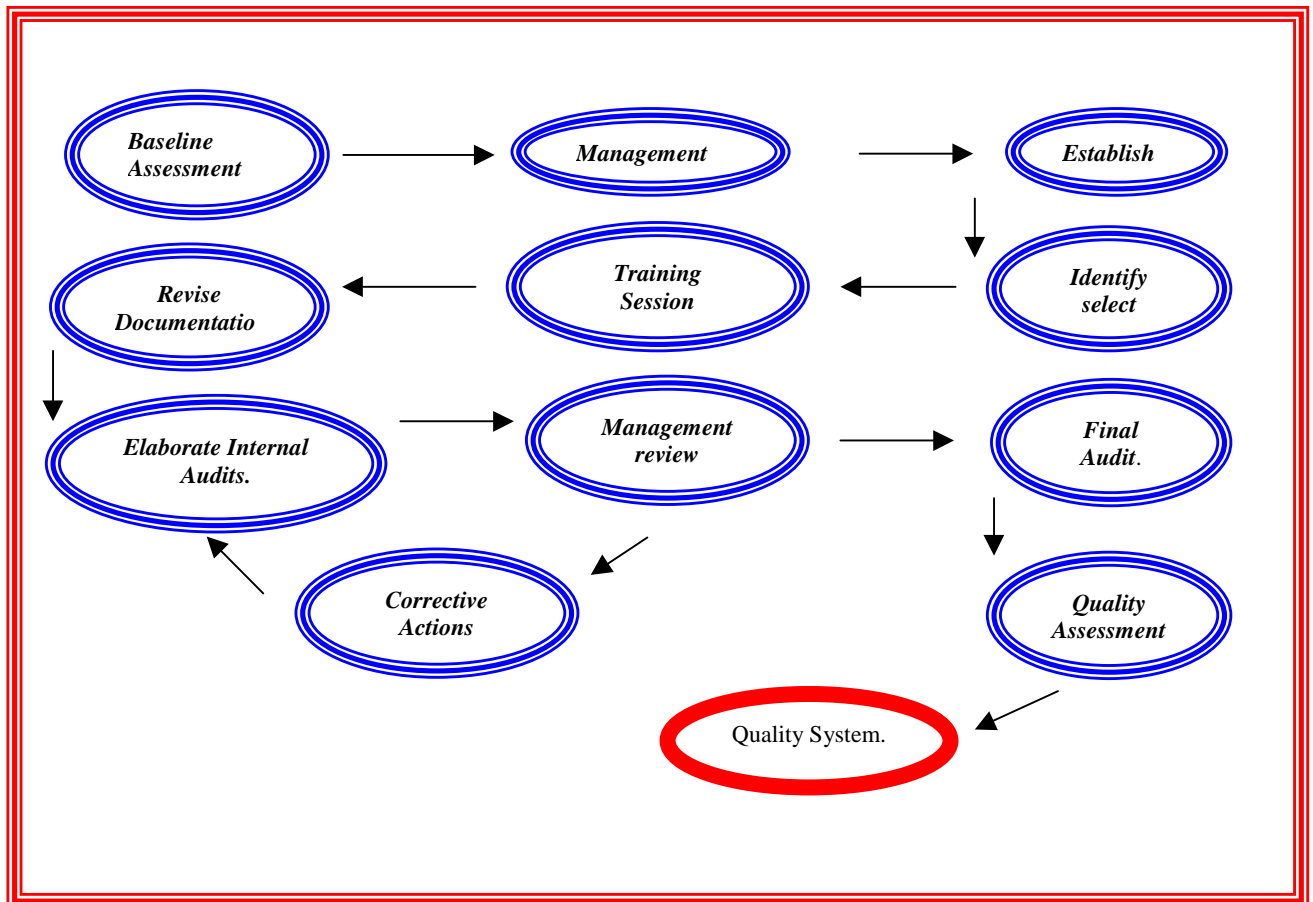 Baseline
Assessment
Management
Establish
Training
Session
Identify
select
Revise
Documentatio
Elaborate Internal
Audits.
Management
review
Final
Audit.
Corrective
Actions
Quality
Assessment
Quality System.